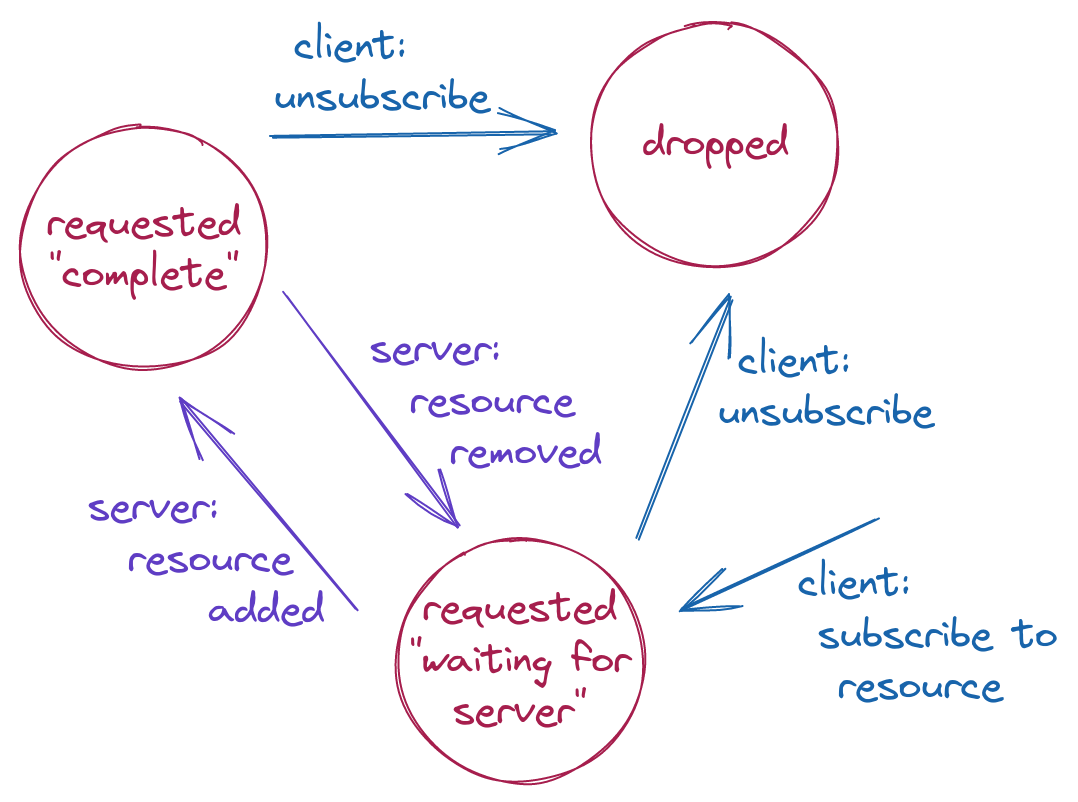 client:
unsubscribe
dropped
requested
"complete"
server:
resource
removed
client:
unsubscribe
server:
resource
added
client:
subscribe to
resource
requested
"waiting for
server"